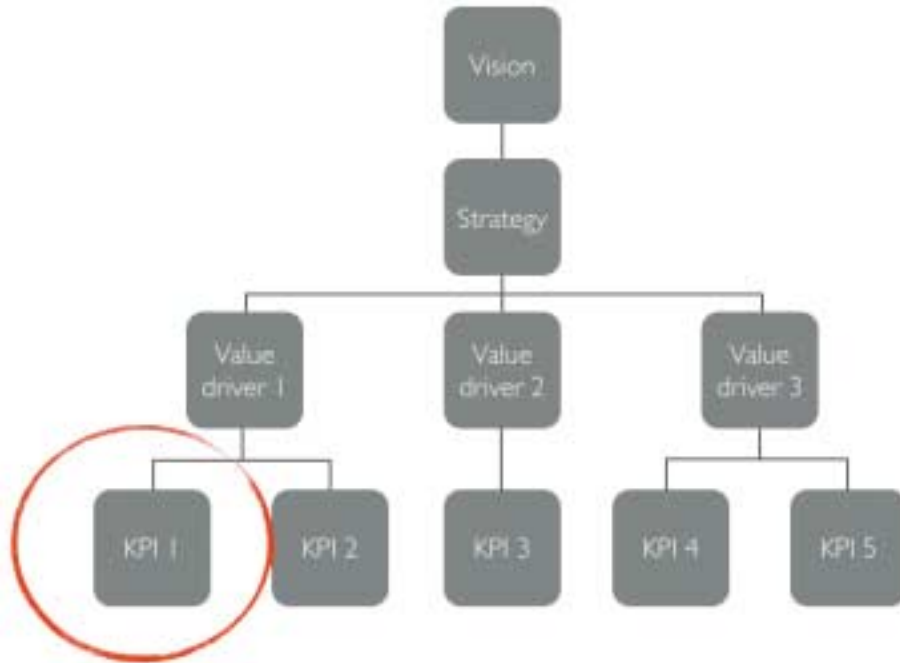 Vision
Strategy
Value
driver 1
Value
driver 2
Value
driver 3
KPI 1
KPI 2
KPI 3
KPI 4
KPI 5